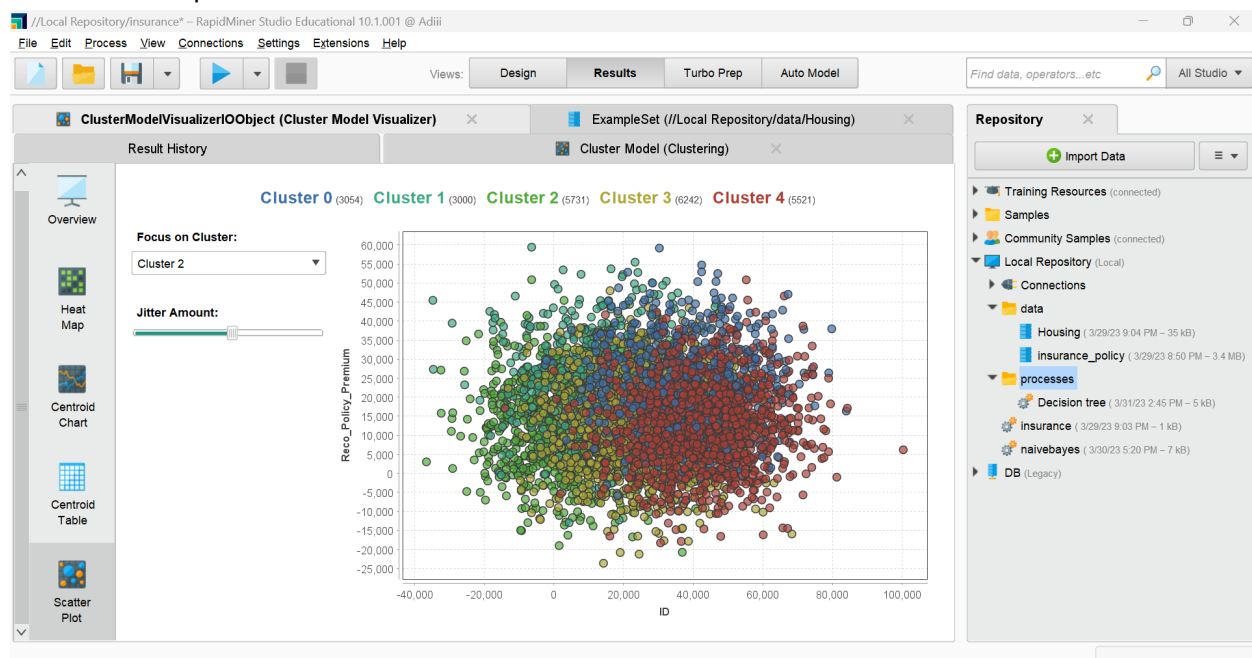 //Local Repository/insurance* – RapidMiner Studio Educational 10.1.001 @ Adiii
File Edit Process View Connections Settings Extensions Help
Views: Design Results Turbo Prep Auto Model
Find data, operators...etc All Studio
ClusterModelVisualizerIOObject (Cluster Model Visualizer)
ExampleSet (//Local Repository/data/Housing)
Result History
Cluster Model (Clustering)
Overview
Heat
Map
Centroid
Chart
Centroid
Table
Scatter
Plot
Cluster 0 (3054) Cluster 1 (3000) Cluster 2 (5731) Cluster 3 (6242) Cluster 4 (5521)
Focus on Cluster:
Cluster 2
Jitter Amount:
Reco_Policy_Premium
60,000
55,000
50,000
45,000
40,000
35,000
30,000
25,000
20,000
15,000
10,000
5,000
0
-5,000
-10,000
-15,000
-20,000
-25,000
-40,000 -20,000 0 20,000 40,000 60,000 80,000 100,000
ID
Repository
Import Data
Training Resources (connected)
Samples
Community Samples (connected)
Local Repository (Local)
Connections
data
Housing ( 3/29/23 9:04 PM – 35 kB)
insurance_policy ( 3/29/23 8:50 PM – 3.4 MB)
processes
Decision tree ( 3/31/23 2:45 PM – 5 kB)
insurance ( 3/29/23 9:03 PM – 1 kB)
naivebayes ( 3/30/23 5:20 PM – 7 kB)
DB (Legacy)